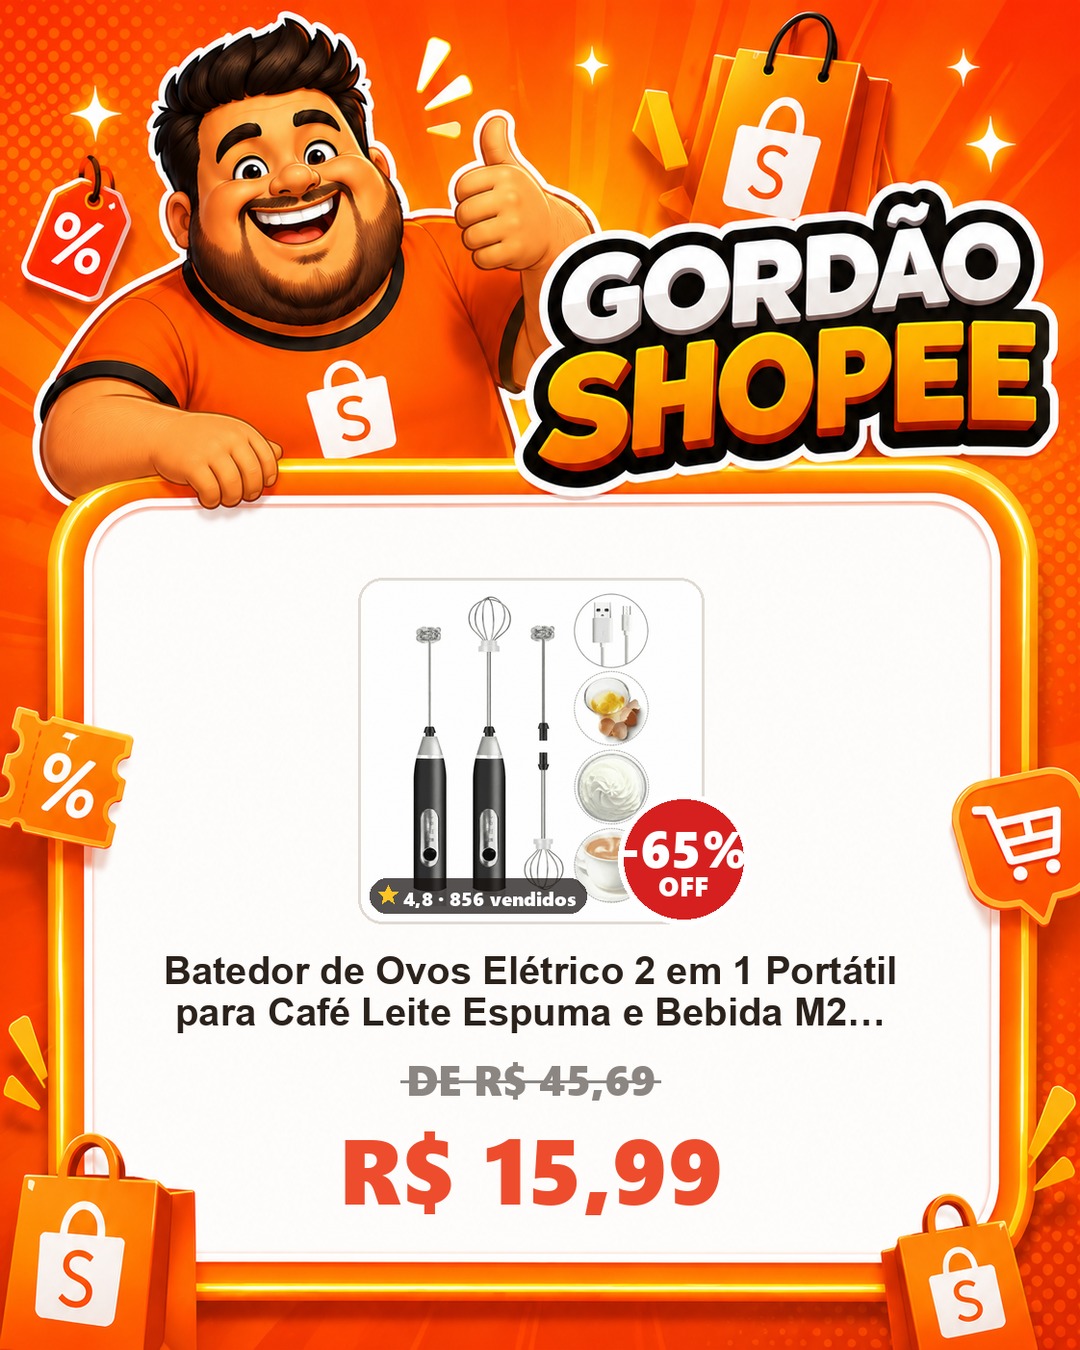 %
S
GORDÃO
SHOPEE
S
%
-65%
OFF
4,8 · 856 vendidos
Batedor de Ovos Elétrico 2 em 1 Portátil
para Café Leite Espuma e Bebida M2...
DE R$ 45,69
R$ 15,99
S
S